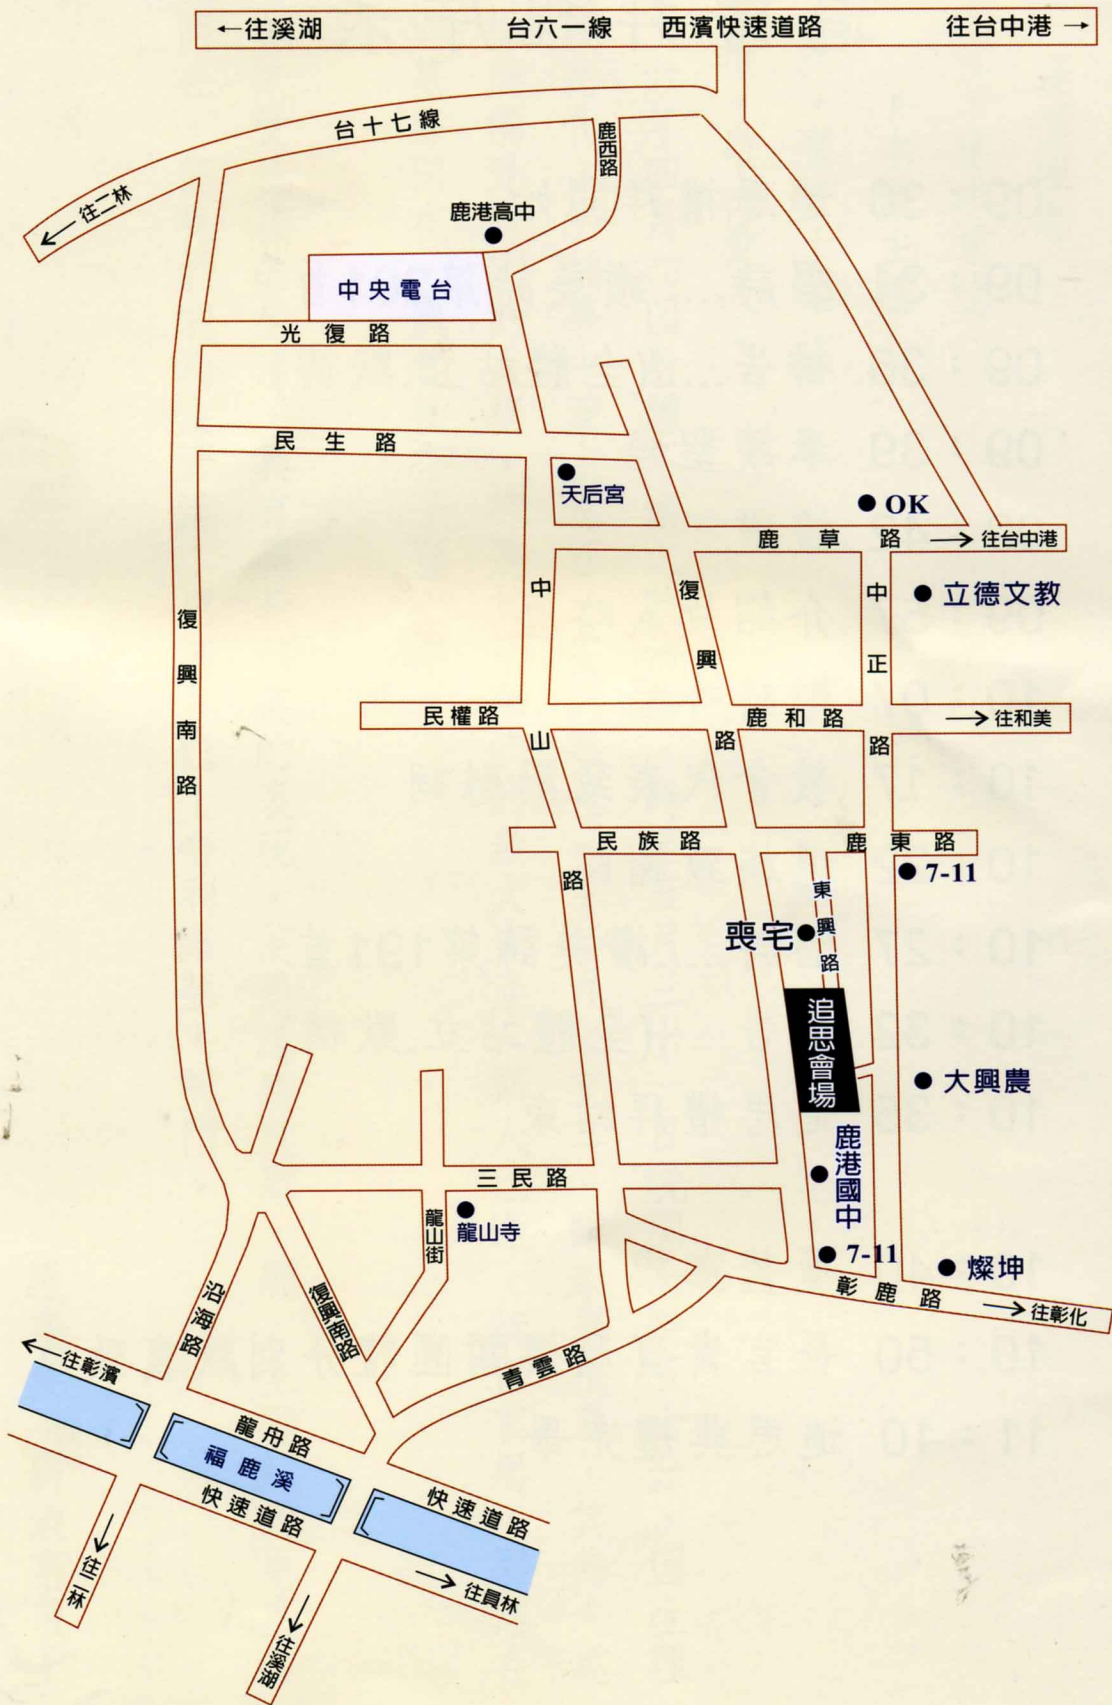 ←往溪湖 台六一線 西濱快速道路 往台中港→
台十七線
鹿西路
←往二林
鹿港高中
中央電台
光復路
民生路
天后宮
OK
鹿草路 →往台中港
復興南路
中山路
復興路
中正路
立德文教
民權路
鹿和路 →往和美
民族路
鹿東路
7-11
東興路
喪宅
追思會場
大興農
鹿港國中
三民路
龍山街
龍山寺
7-11
燦坤
彰鹿路 →往彰化
沿海路
復興南路
青雲路
←往彰濱
龍舟路
福鹿溪
快速道路
快速道路
→往員林
→往二林
→往溪湖